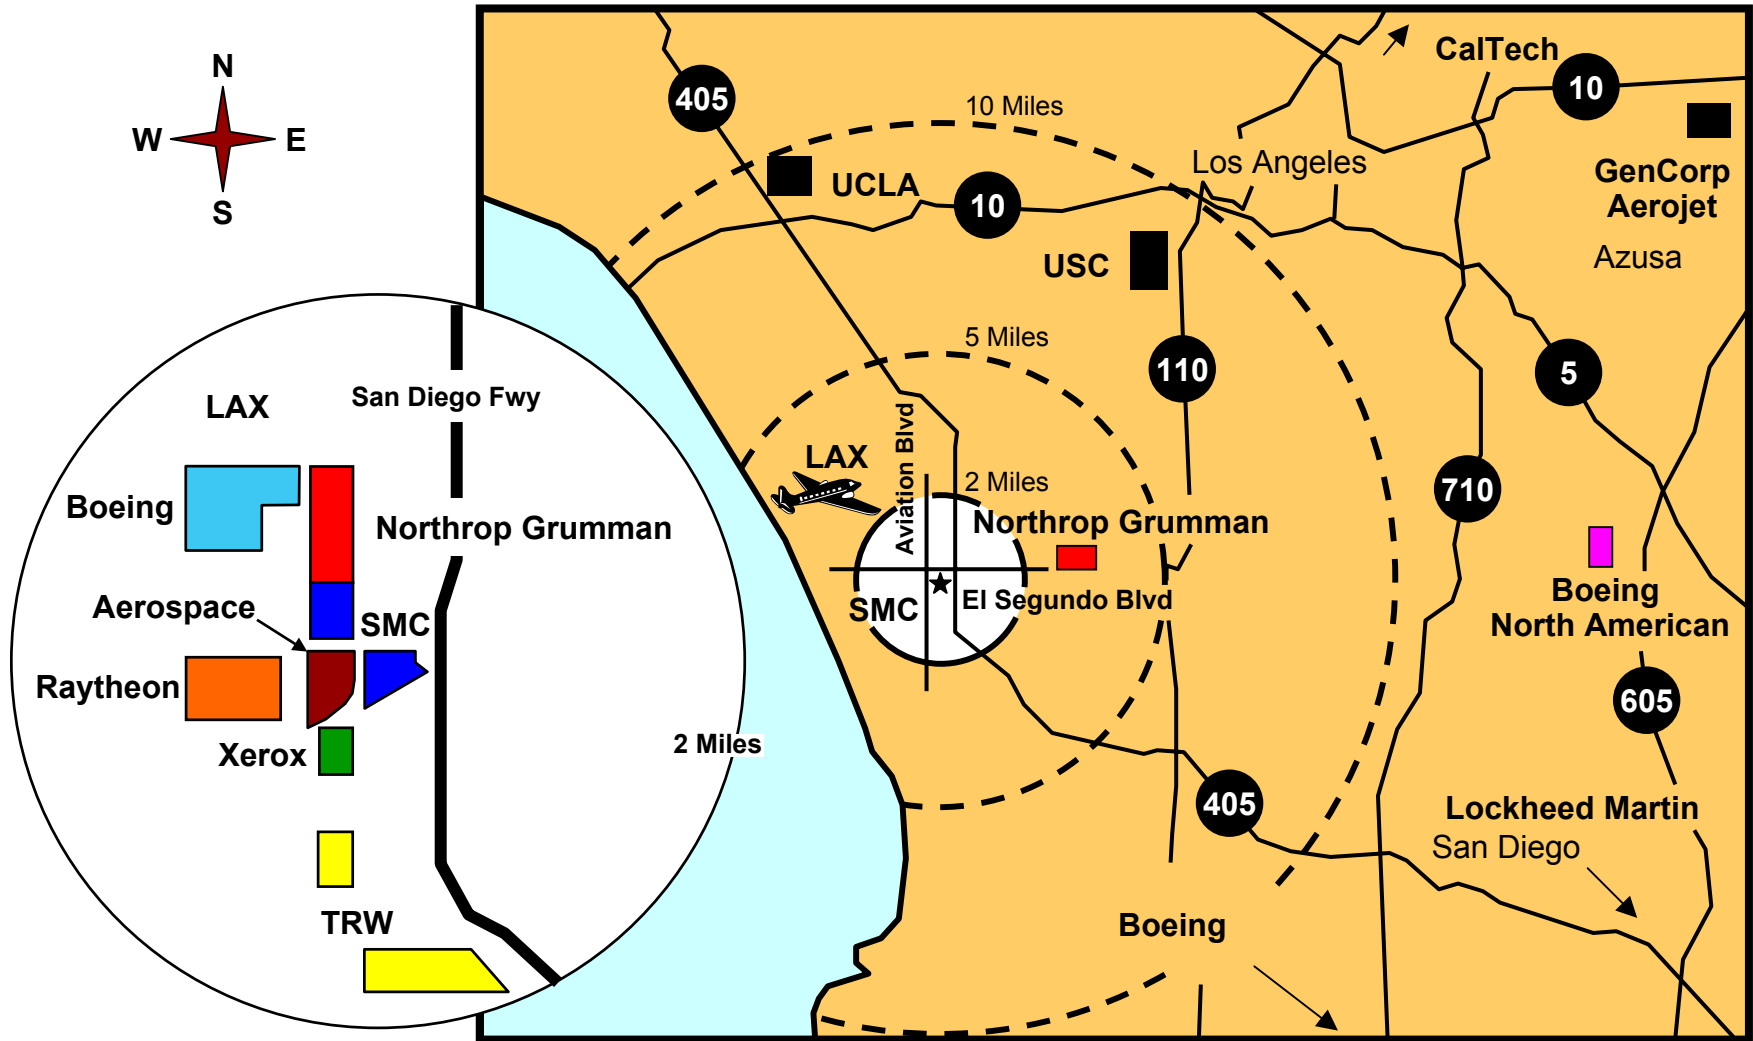 N
W
E
S
LAX
San Diego Fwy
Boeing
Northrop Grumman
Aerospace
SMC
Raytheon
Xerox
2 Miles
TRW
405
10 Miles
CalTech
10
UCLA
10
Los Angeles
GenCorp
Aerojet
USC
Azusa
5 Miles
110
5
LAX
Aviation Blvd
2 Miles
710
Northrop Grumman
SMC
El Segundo Blvd
Boeing
North American
605
405
Lockheed Martin
San Diego
Boeing